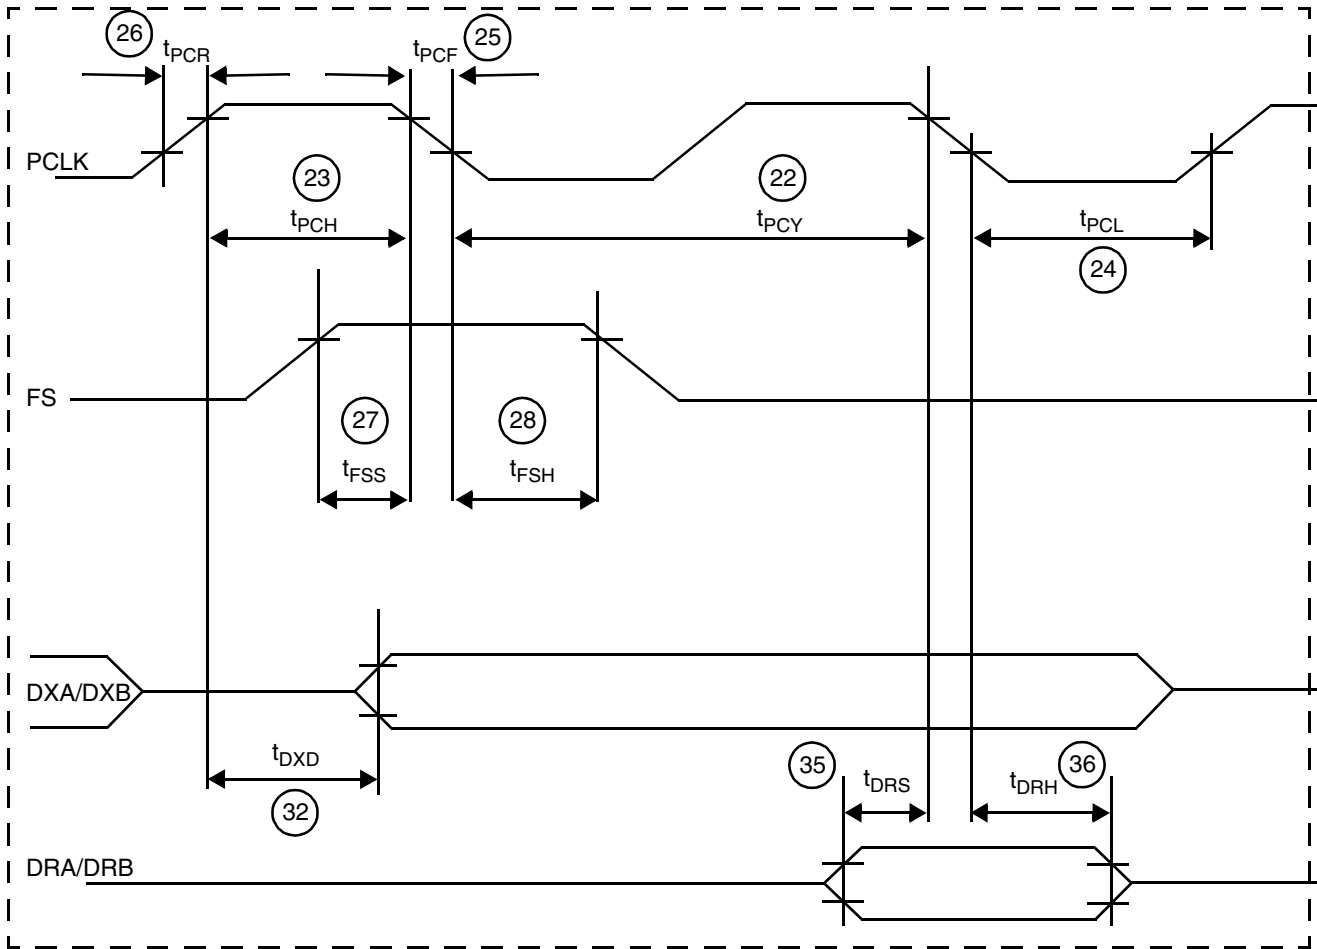 26
tPCR
tPCF
25
PCLK
23
tPCH
22
tPCY
tPCL
24
FS
27
tFSS
28
tFSH
DXA/DXB
tDXD
32
35
tDRS
tDRH
36
DRA/DRB